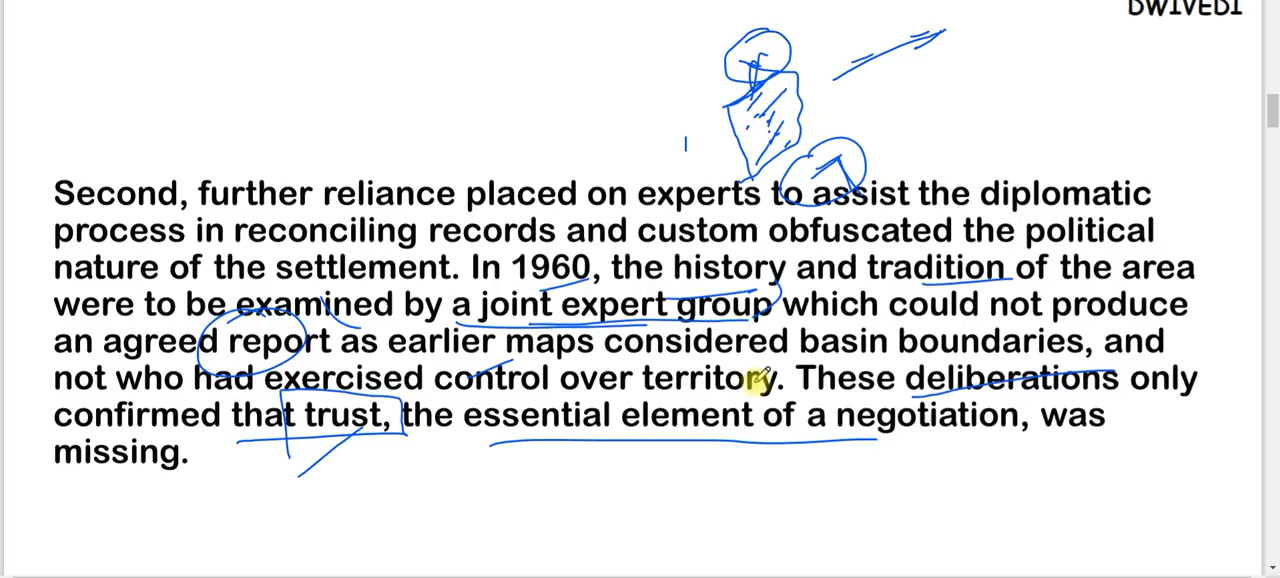 DWIVEDI
Second, further reliance placed on experts to assist the diplomatic
process in reconciling records and custom obfuscated the political
nature of the settlement. In 1960, the history and tradition of the area
were to be examined by a joint expert group which could not produce
an agreed report as earlier maps considered basin boundaries, and
not who had exercised control over territory. These deliberations only
confirmed that trust, the essential element of a negotiation, was
missing.